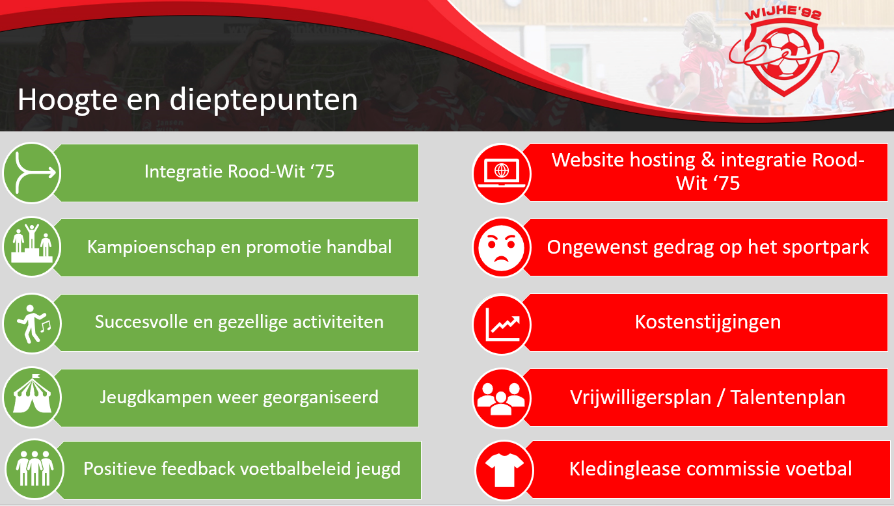 WIJHE'92
Hoogte en dieptepunten
Integratie Rood-Wit ‘75
Kampioenschap en promotie handbal
Succesvolle en gezellige activiteiten
Jeugdkampen weer georganiseerd
Positieve feedback voetbalbeleid jeugd
Website hosting & integratie Rood-
Wit ‘75
Ongewenst gedrag op het sportpark
Kostenstijgingen
Vrijwilligersplan / Talentenplan
Kledinglease commissie voetbal